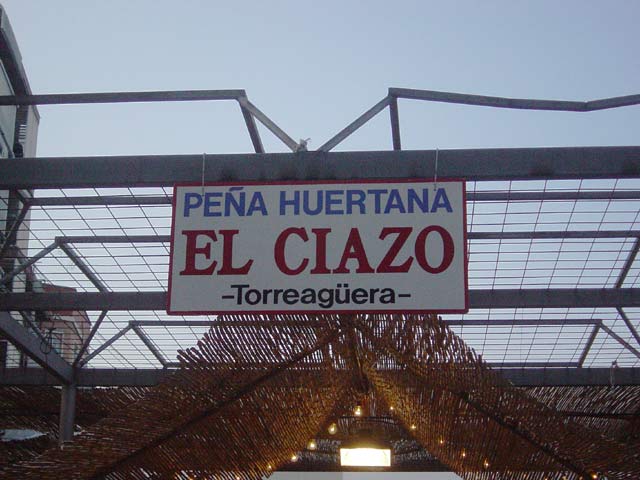 PEÑA HUERTANA
EL CIAZO
-Torreagüera-